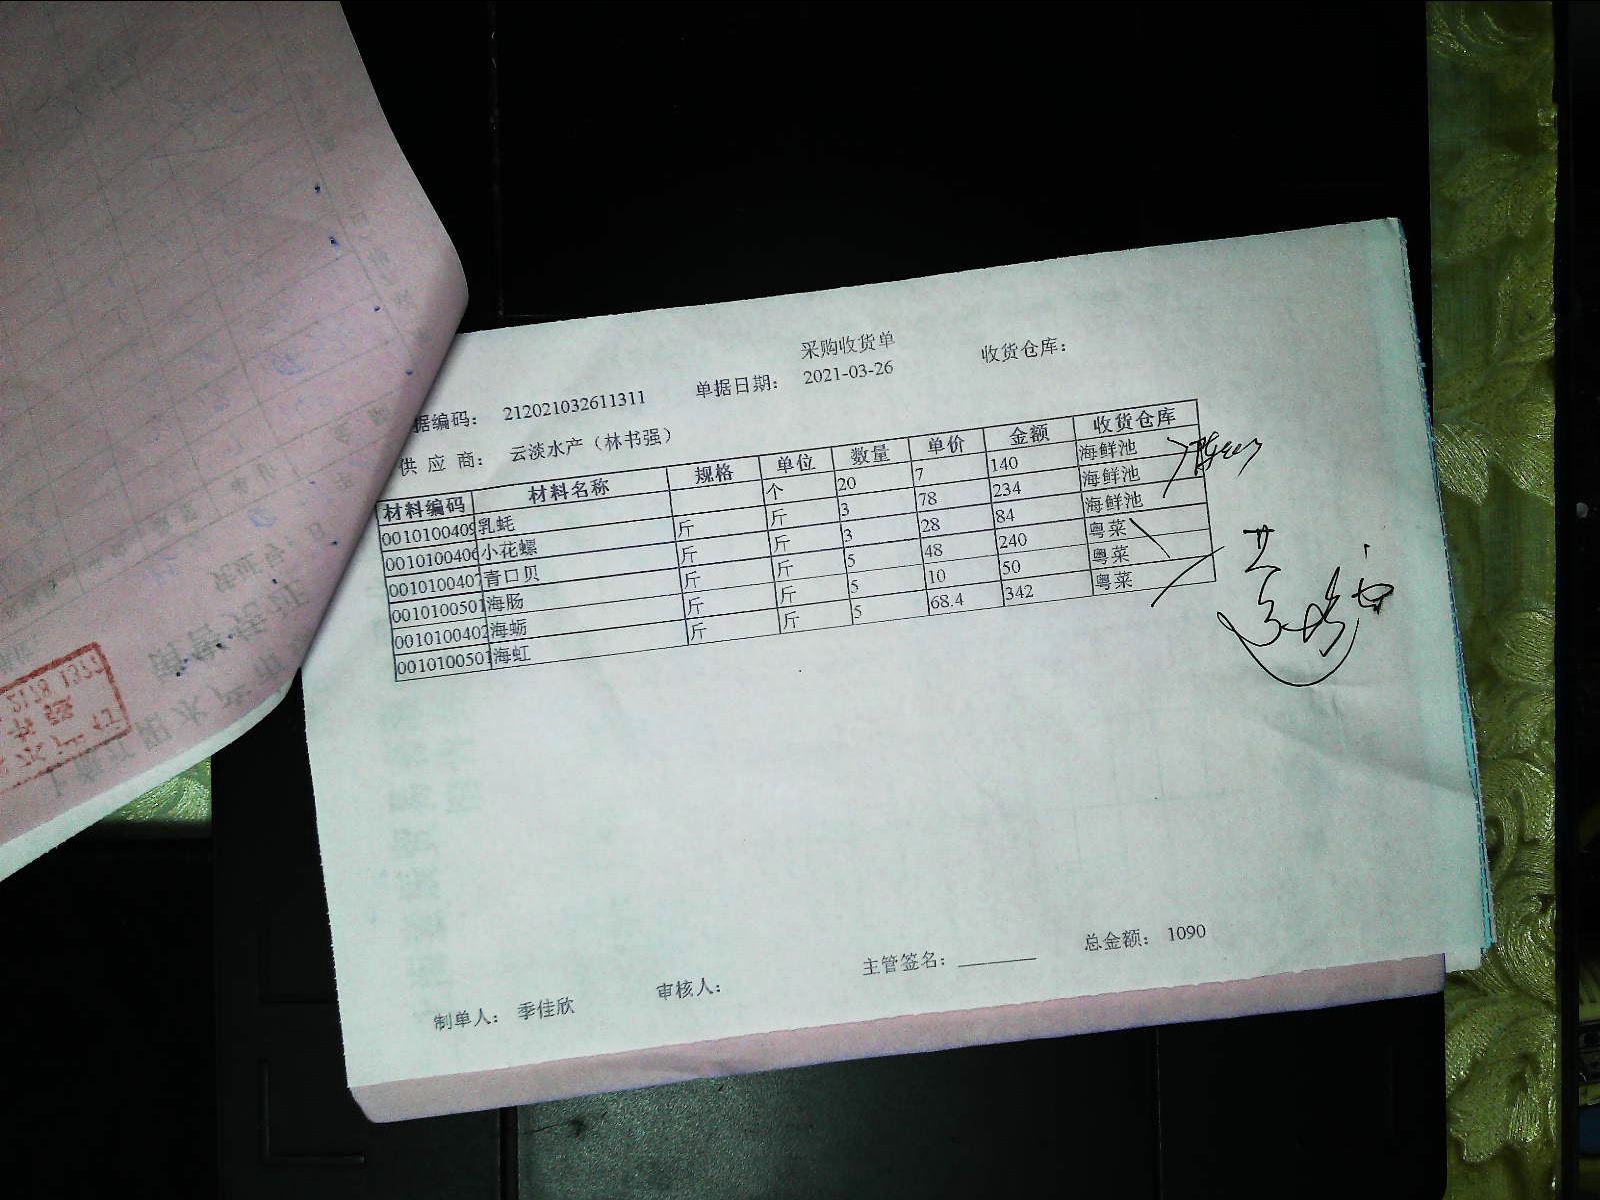 采购收货单
据编码： 212021032611311 单据日期： 2021-03-26 收货仓库：
供 应 商： 云淡水产（林书强）
材料编码 材料名称 规格 单位 数量 单价 金额 收货仓库
0010100409 乳蚝 个 20 7 140 海鲜池
0010100406 小花螺 斤 斤 3 78 234 海鲜池
0010100407 青口贝 斤 斤 3 28 84 海鲜池
0010100501 海肠 斤 斤 5 48 240 粤菜
0010100402 海蛎 斤 斤 5 10 50 粤菜
0010100501 海虹 斤 斤 5 68.4 342 粤菜
制单人： 季佳欣 审核人： 主管签名： 总金额： 1090